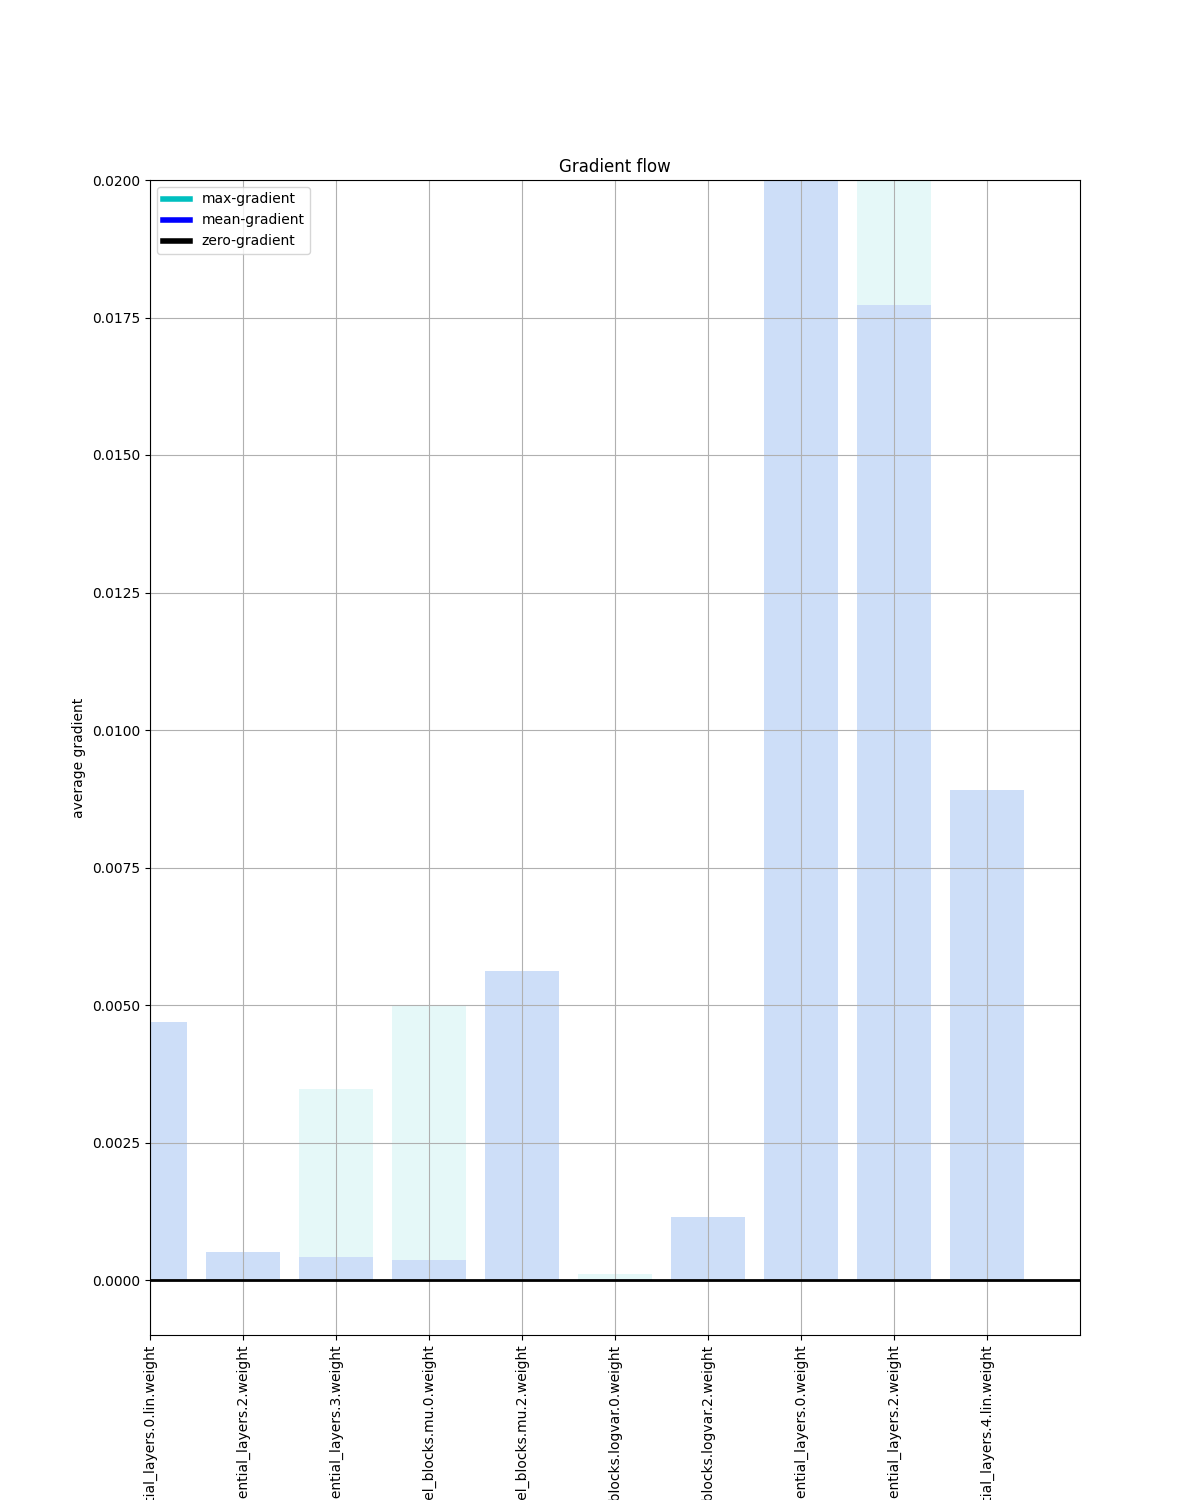 Gradient flow
max-gradient
mean-gradient
zero-gradient
0.0200
0.0175
0.0150
0.0125
0.0100
0.0075
0.0050
0.0025
0.0000
average gradient
tial_layers.0.lin.weight
ential_layers.2.weight
ential_layers.3.weight
el_blocks.mu.0.weight
el_blocks.mu.2.weight
blocks.logvar.0.weight
blocks.logvar.2.weight
ential_layers.0.weight
ential_layers.2.weight
tial_layers.4.lin.weight